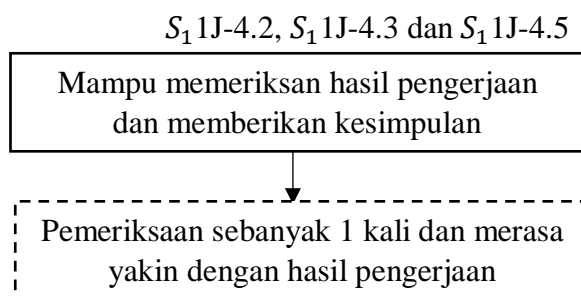 S₁1J-4.2, S₁1J-4.3 dan S₁1J-4.5
Mampu memeriksan hasil pengerjaan
dan memberikan kesimpulan
Pemeriksaan sebanyak 1 kali dan merasa
yakin dengan hasil pengerjaan